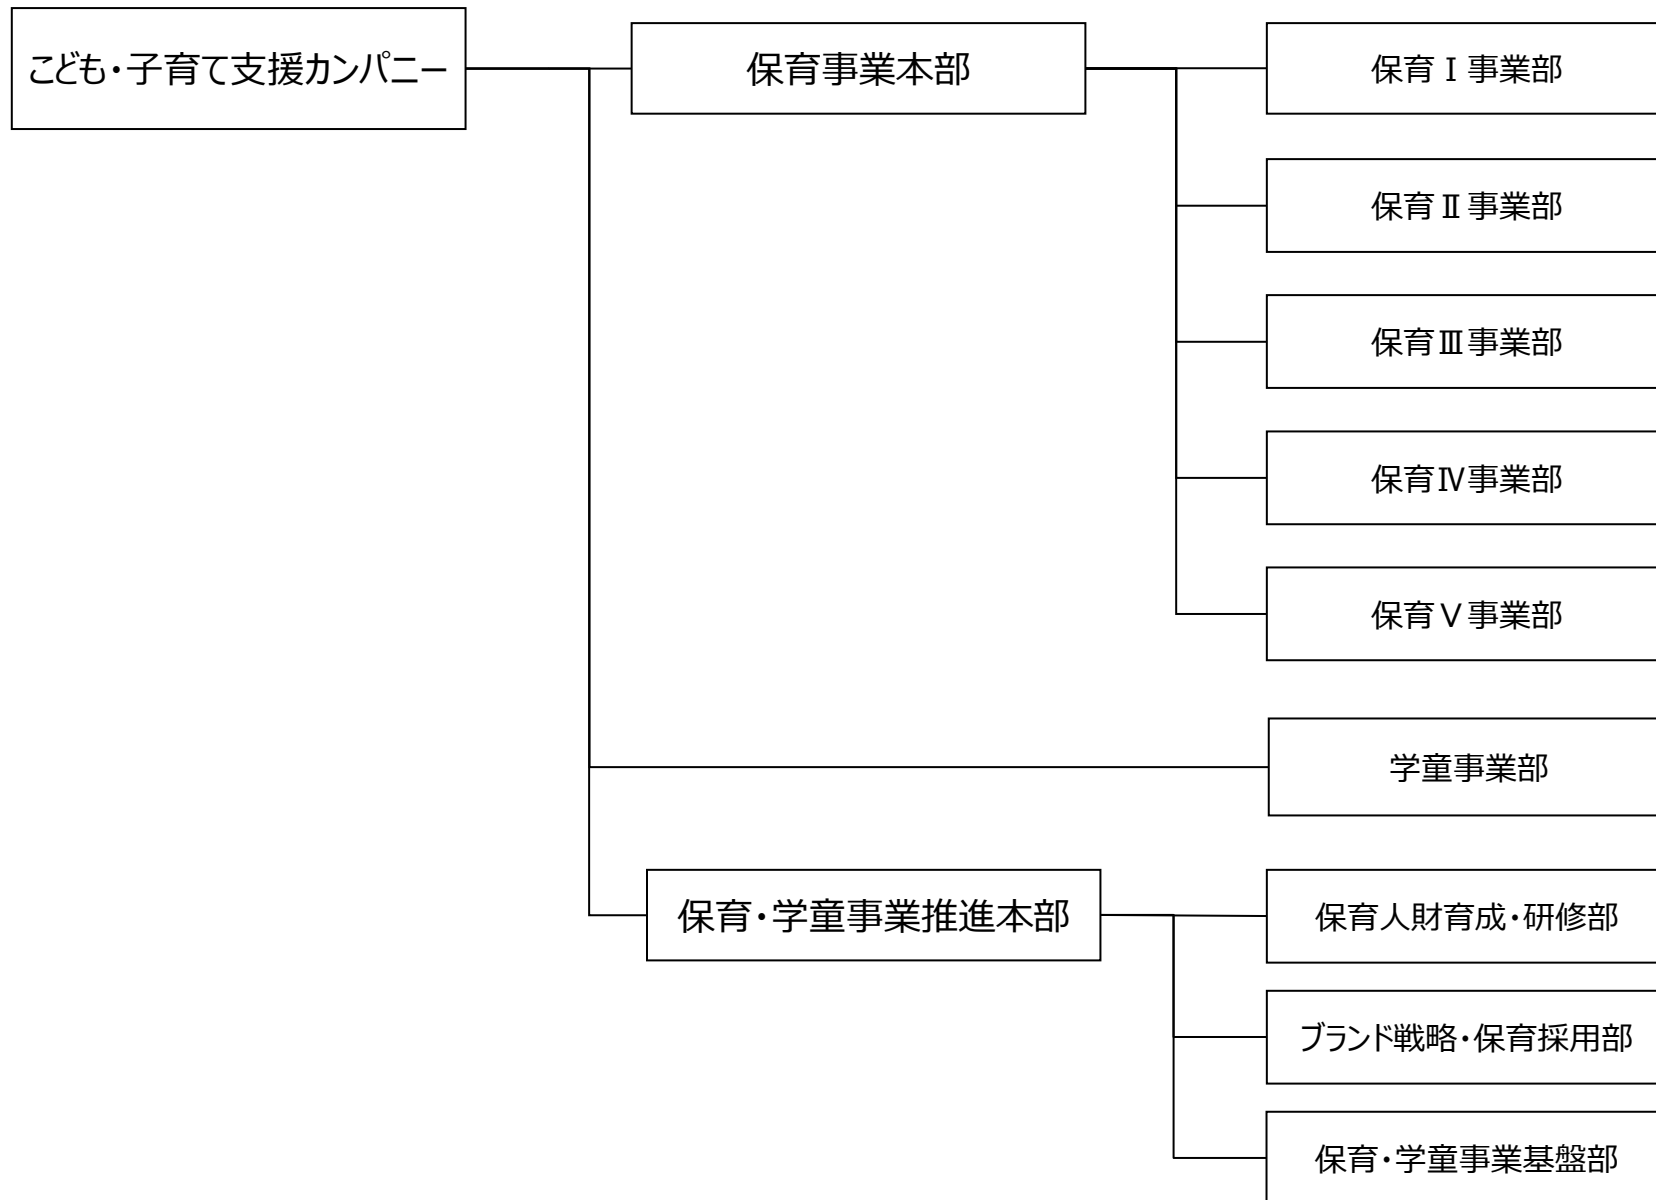 こども・子育て支援カンパニー
保育事業本部
保育Ⅰ事業部
保育Ⅱ事業部
保育Ⅲ事業部
保育Ⅳ事業部
保育Ⅴ事業部
学童事業部
保育・学童事業推進本部
保育人財育成・研修部
ブランド戦略・保育採用部
保育・学童事業基盤部